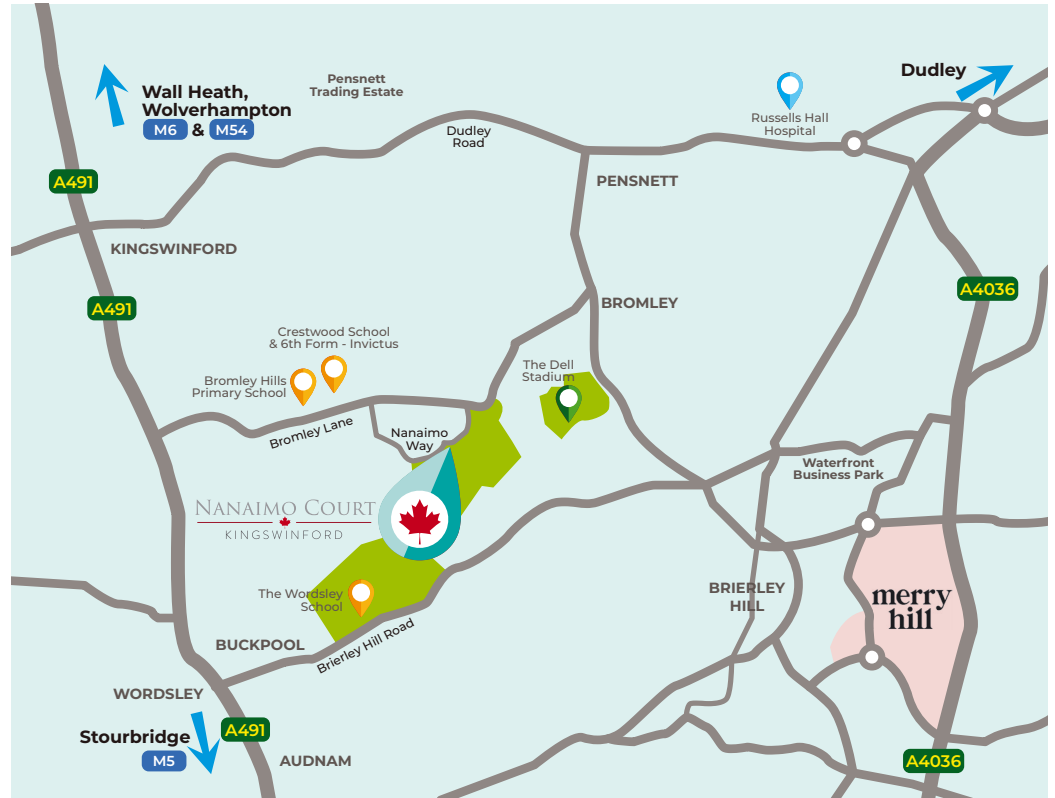 Dudley
Wall Heath,
Wolverhampton
M6 & M54
Pensnett
Trading Estate
Russells Hall
Hospital
Dudley
Road
A491
PENSNETT
KINGSWINFORD
A4036
A491
BROMLEY
Crestwood School
& 6th Form - Invictus
The Dell
Stadium
Bromley Hills
Primary School
Bromley Lane
Nanaimo
Way
Waterfront
Business Park
NANAIMO COURT
KINGSWINFORD
The Wordsley
School
BRIERLEY
HILL
merry
hill
BUCKPOOL
Brierley Hill Road
WORDSLEY
Stourbridge
M5
A491
AUDNAM
A4036